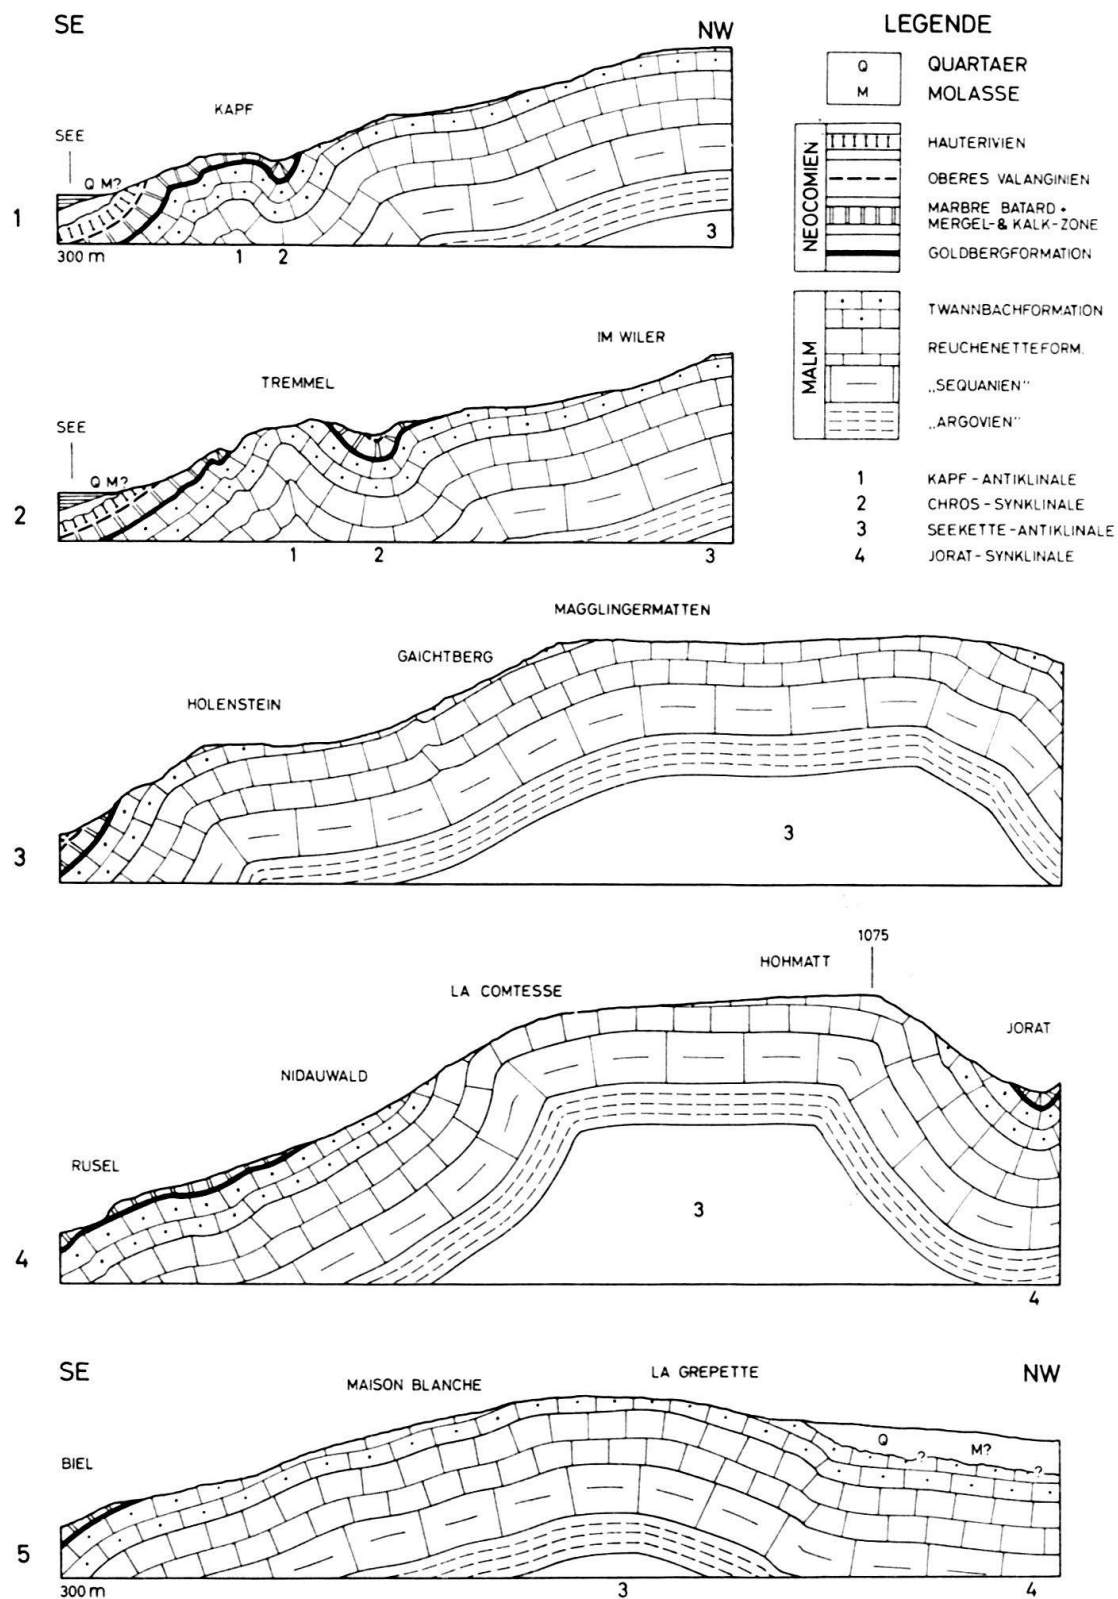 SE
NW
KAPF
SEE
Q M?
1
3
300 m
1 2
LEGENDE
Q QUARTAER
M MOLASSE
NEOCOMIEN
HAUTERIVIEN
OBERES VALANGINIEN
MARBRE BATARD +
MERGEL- & KALK-ZONE
GOLDBERGFORMATION
MALM
TWANNBACHFORMATION
REUCHENETTEFORM.
„SEQUANIEN"
„ARGOVIEN"
1 KAPF-ANTIKLINALE
2 CHROS-SYNKLINALE
3 SEEKETTE-ANTIKLINALE
4 JORAT-SYNKLINALE
IM WILER
TREMMEL
SEE
Q M?
2
1 2 3
MAGGLINGERMATTEN
GAICHTBERG
HOLENSTEIN
3
3
1075
HOHMATT
LA COMTESSE
JORAT
NIDAUWALD
RUSEL
3
4
4
SE
NW
LA GREPETTE
MAISON BLANCHE
Q
M?
?
?
BIEL
5
300 m
3 4